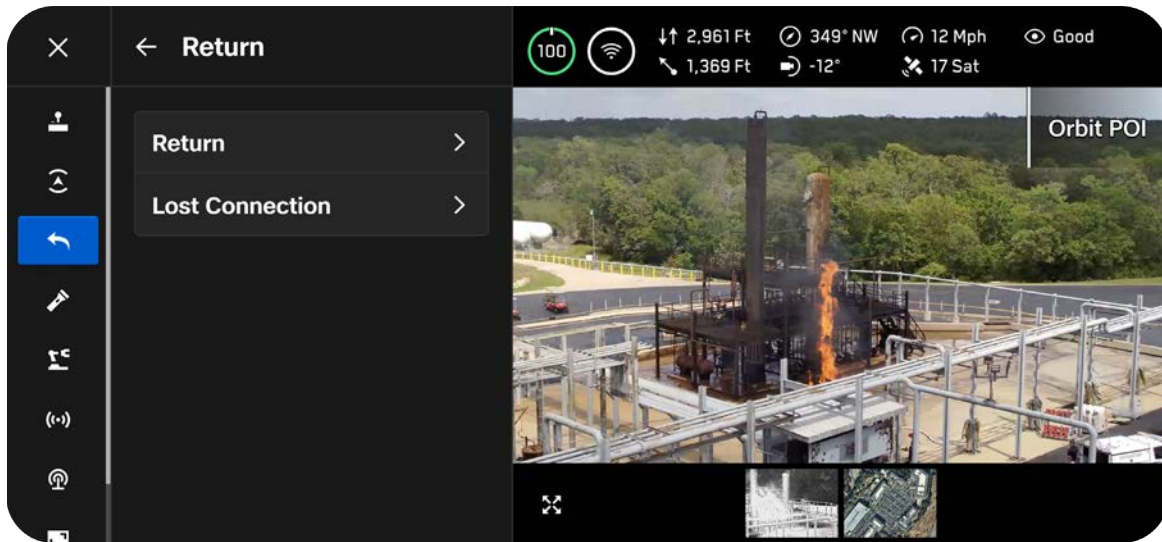 Return
Return
Lost Connection
100
2,961 Ft
349° NW
12 Mph
Good
1,369 Ft
-12°
17 Sat
Orbit POI